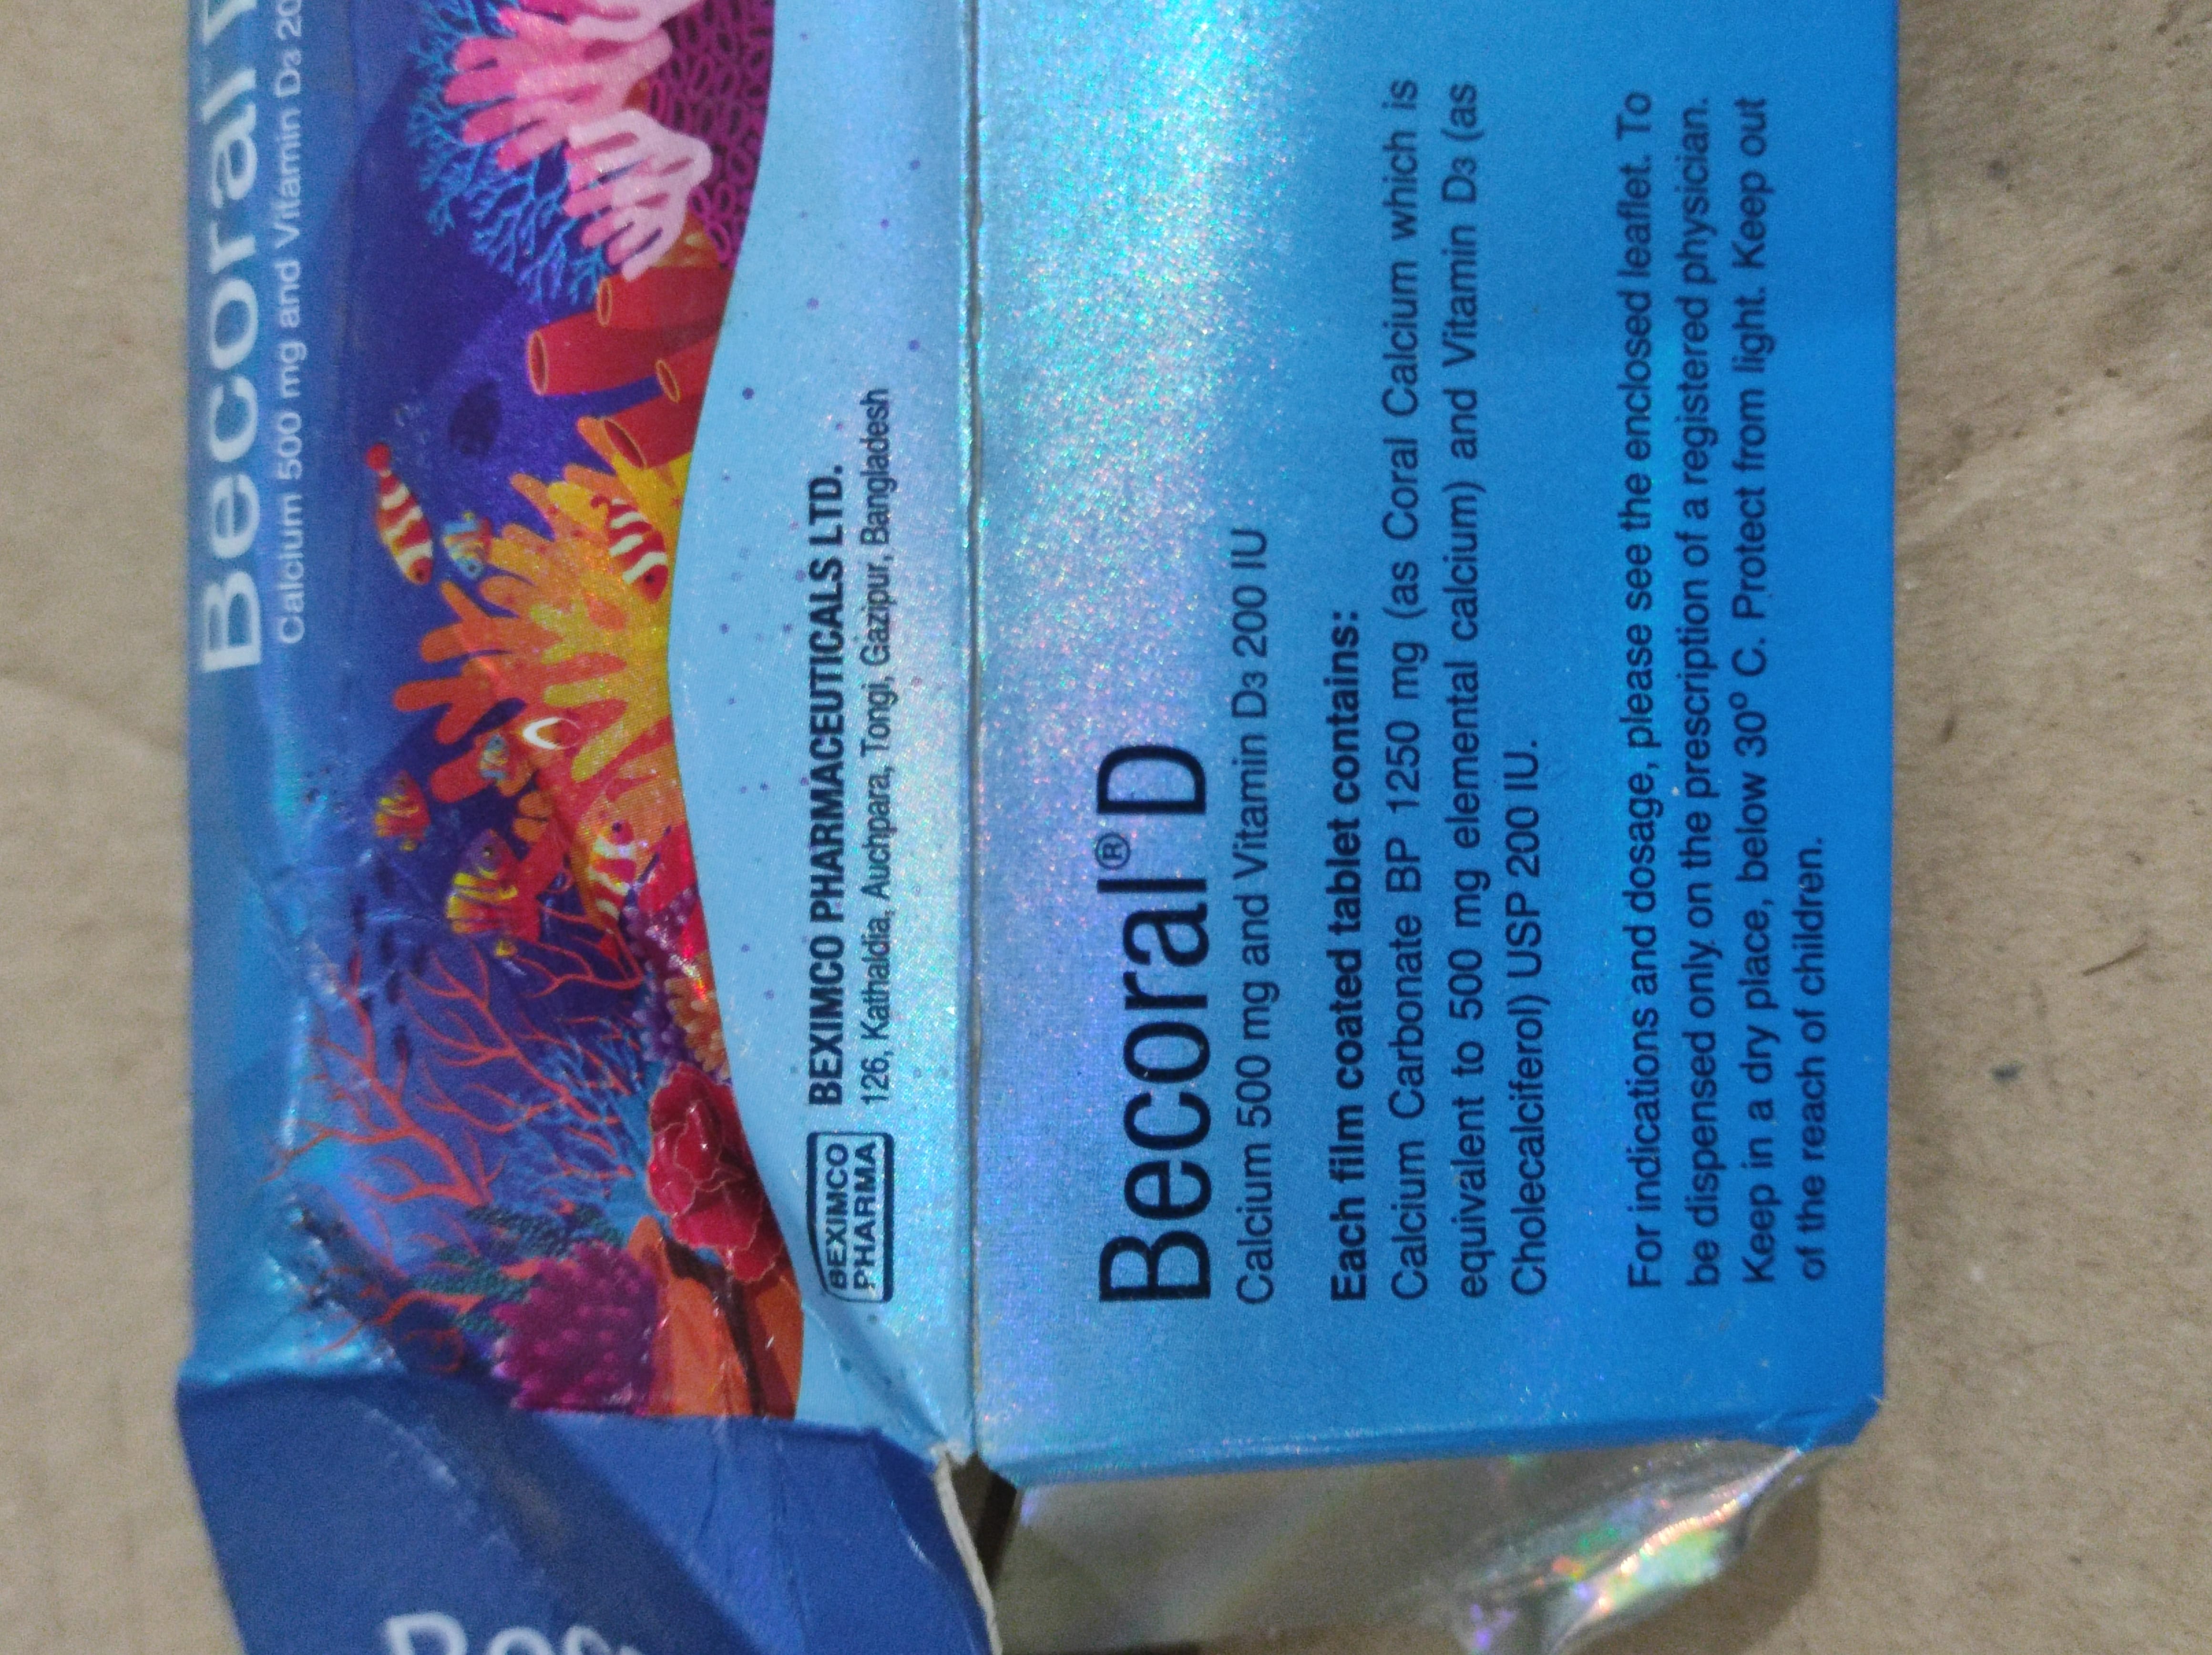 Becoral
Calcium 500 mg and Vitamin D3
BEXIMCO
PHARMA
BEXIMCO PHARMACEUTICALS LTD.
126, Kathaldia, Auchpara, Tongi, Gazipur, Bangladesh
Becoral® D
Calcium 500 mg and Vitamin D3 200 IU
Each film coated tablet contains:
Calcium Carbonate BP 1250 mg (as Coral Calcium which is
equivalent to 500 mg elemental calcium) and Vitamin D3 (as
Cholecalciferol) USP 200 IU.
For indications and dosage, please see the enclosed leaflet. To
be dispensed only on the prescription of a registered physician.
Keep in a dry place, below 30° C. Protect from light. Keep out
of the reach of children.